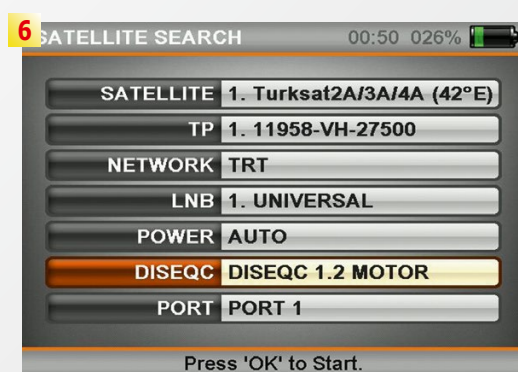 6
SATELLITE SEARCH 00:50 026%
SATELLITE 1. Turksat2A/3A/4A (42ºE)
TP 1. 11958-VH-27500
NETWORK TRT
LNB 1. UNIVERSAL
POWER AUTO
DISEQC DISEQC 1.2 MOTOR
PORT PORT 1
Press 'OK' to Start.